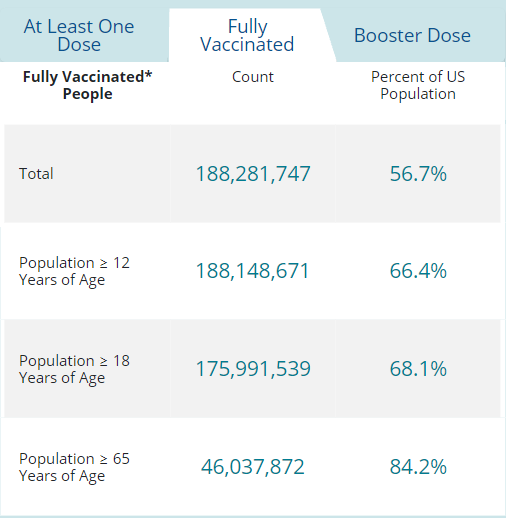 At Least One
Dose
Fully
Vaccinated
Booster Dose
Fully Vaccinated*
People
Count
Percent of US
Population
Total
188,281,747
56.7%
Population ≥ 12
Years of Age
188,148,671
66.4%
Population ≥ 18
Years of Age
175,991,539
68.1%
Population ≥ 65
Years of Age
46,037,872
84.2%